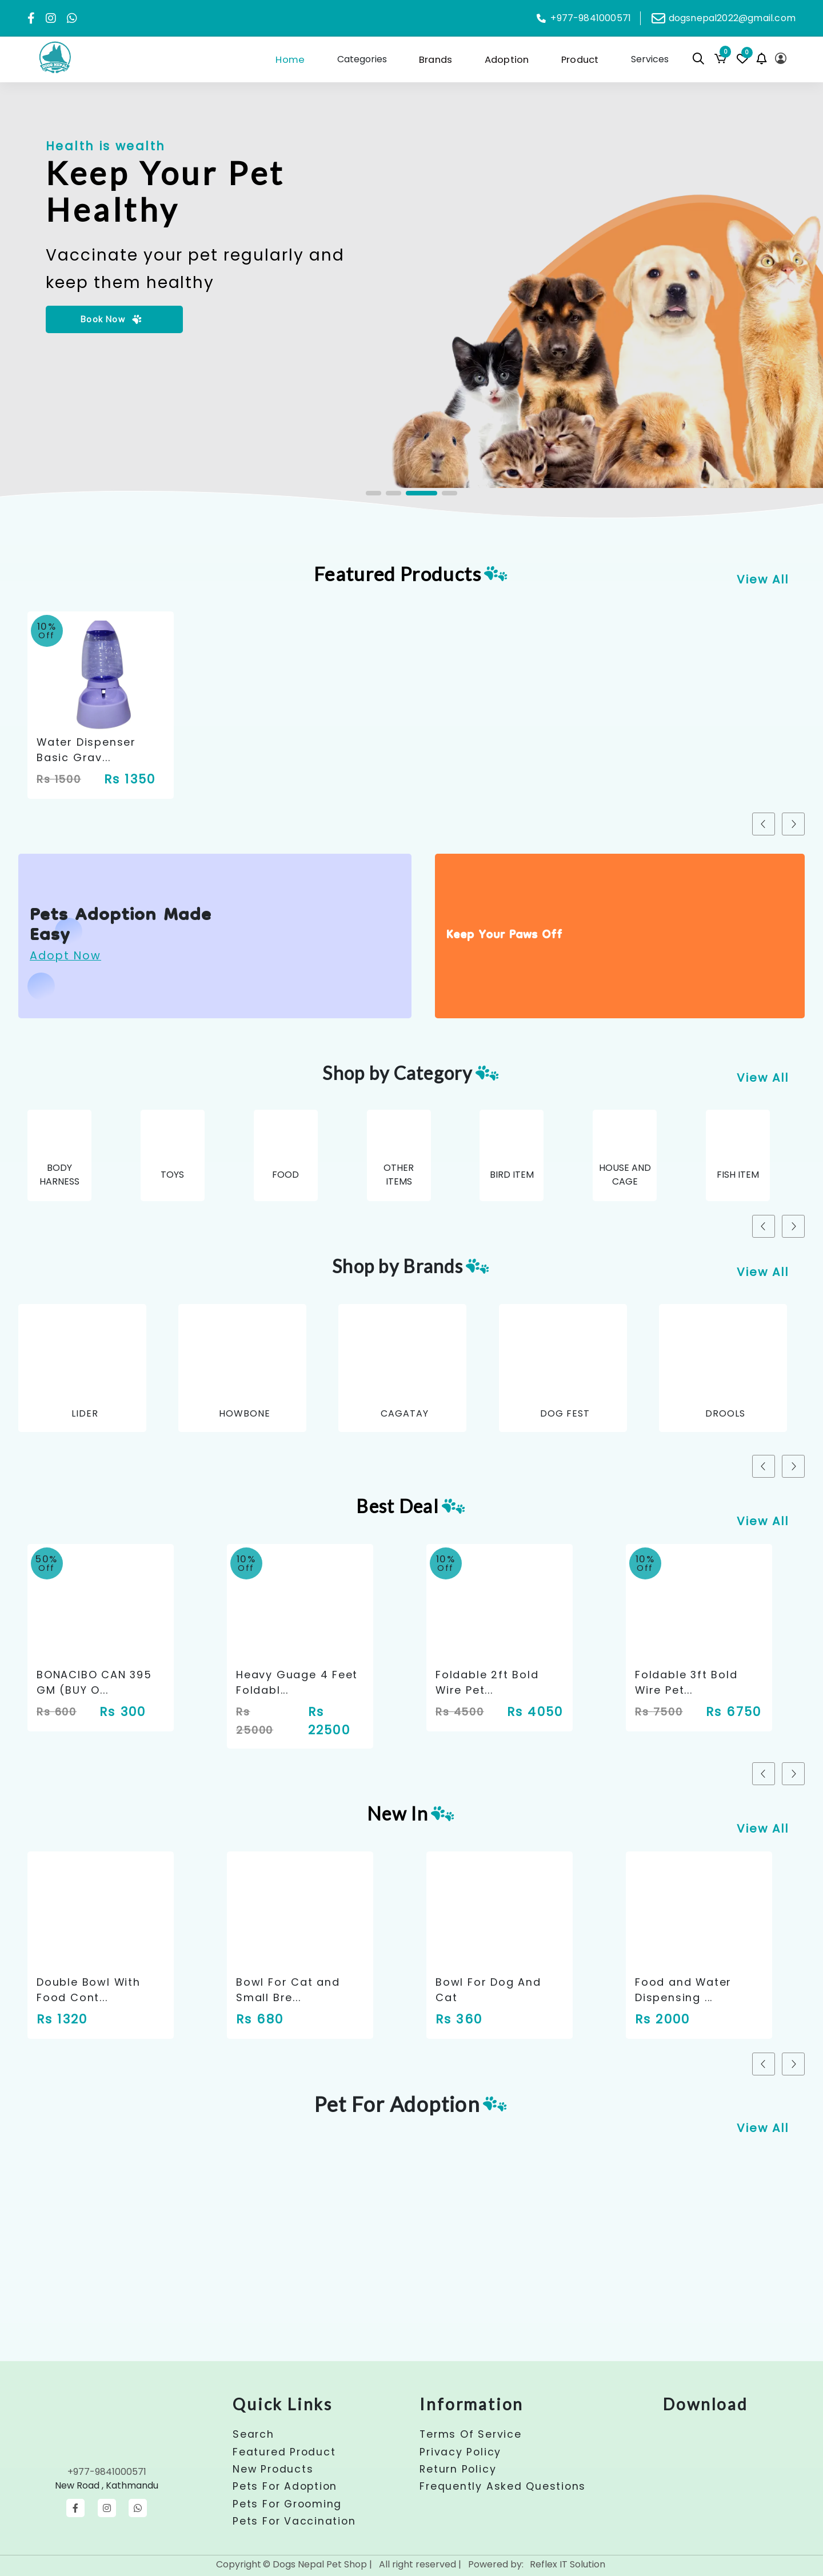 +977-9841000571
dogsnepal2022@gmail.com
Home
Categories
Brands
Adoption
Product
Services
0
0
Health is wealth
Keep Your Pet
Healthy
Vaccinate your pet regularly and
keep them healthy
Book Now
Featured Products
View All
10%
Off
Water Dispenser
Basic Grav...
Rs 1500
Rs 1350
Pets Adoption Made
Easy
Adopt Now
Keep Your Paws Off
Shop by Category
View All
BODY
HARNESS
TOYS
FOOD
OTHER
ITEMS
BIRD ITEM
HOUSE AND
CAGE
FISH ITEM
Shop by Brands
View All
LIDER
HOWBONE
CAGATAY
DOG FEST
DROOLS
Best Deal
View All
50%
Off
BONACIBO CAN 395
GM (BUY O...
Rs 600
Rs 300
10%
Off
Heavy Guage 4 Feet
Foldabl...
Rs
25000
Rs
22500
10%
Off
Foldable 2ft Bold
Wire Pet...
Rs 4500
Rs 4050
10%
Off
Foldable 3ft Bold
Wire Pet...
Rs 7500
Rs 6750
New In
View All
Double Bowl With
Food Cont...
Rs 1320
Bowl For Cat and
Small Bre...
Rs 680
Bowl For Dog And
Cat
Rs 360
Food and Water
Dispensing ...
Rs 2000
Pet For Adoption
View All
+977-9841000571
New Road , Kathmandu
Quick Links
Search
Featured Product
New Products
Pets For Adoption
Pets For Grooming
Pets For Vaccination
Information
Terms Of Service
Privacy Policy
Return Policy
Frequently Asked Questions
Download
Copyright © Dogs Nepal Pet Shop | All right reserved | Powered by: Reflex IT Solution